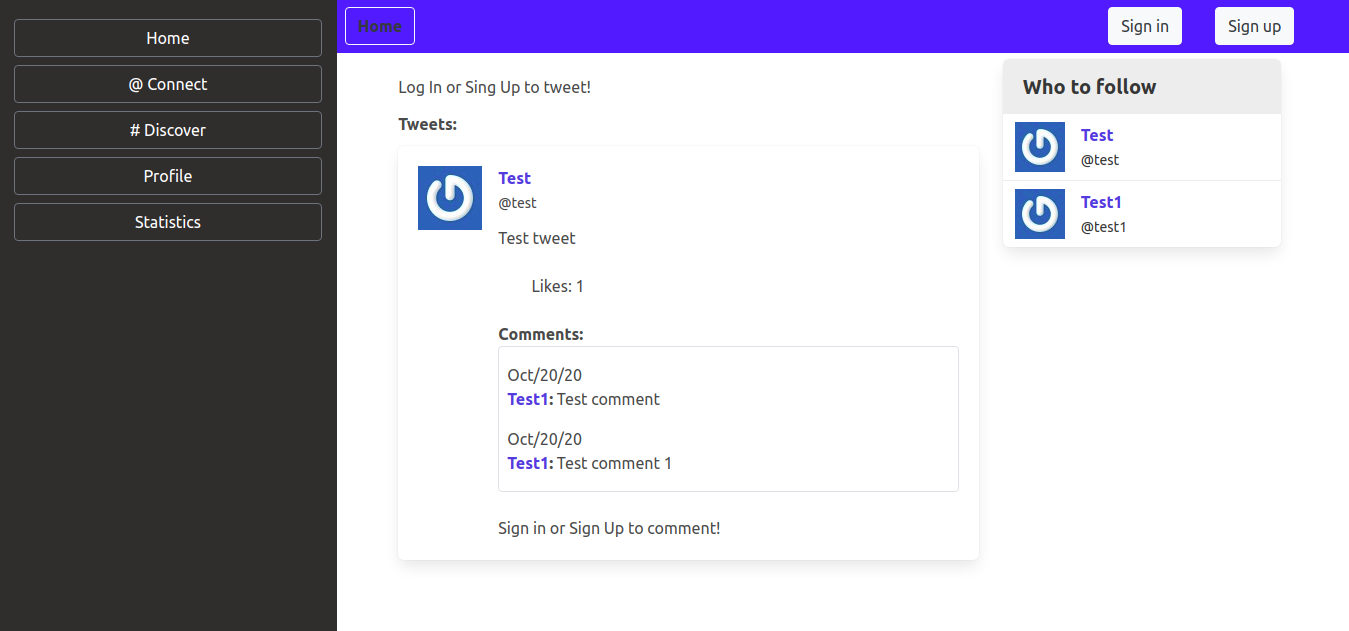 Home
@ Connect
# Discover
Profile
Statistics
Home
Sign in
Sign up
Log In or Sing Up to tweet!
Tweets:
Test
@test
Test tweet
Likes: 1
Comments:
Oct/20/20
Test1: Test comment
Oct/20/20
Test1: Test comment 1
Sign in or Sign Up to comment!
Who to follow
Test
@test
Test1
@test1